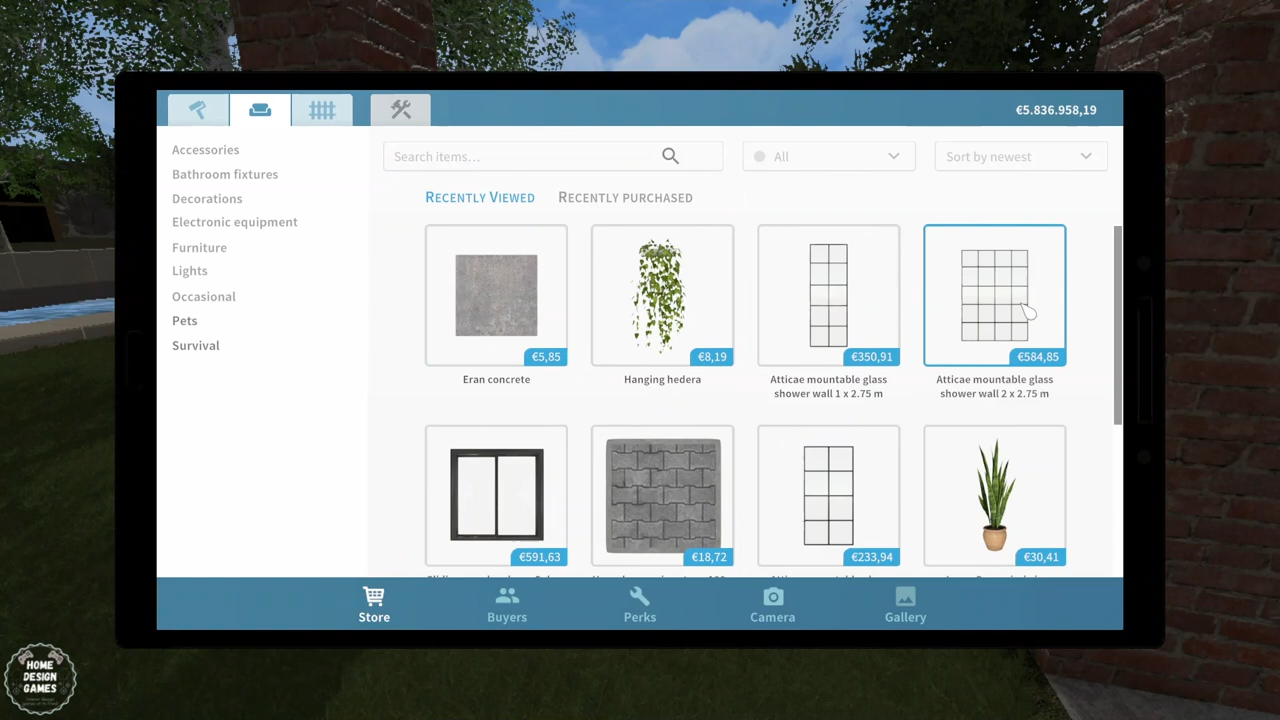 €5.836.958,19
Search items...
All
Sort by newest
Accessories
Bathroom fixtures
Decorations
Electronic equipment
Furniture
Lights
Occasional
Pets
Survival
RECENTLY VIEWED
RECENTLY PURCHASED
€5,85
€8,19
€350,91
€584,85
Eran concrete
Hanging hedera
Atticae mountable glass
shower wall 1 x 2.75 m
Atticae mountable glass
shower wall 2 x 2.75 m
€591,63
€18,72
€233,94
€30,41
Store
Buyers
Perks
Camera
Gallery
HOME
DESIGN
GAMES